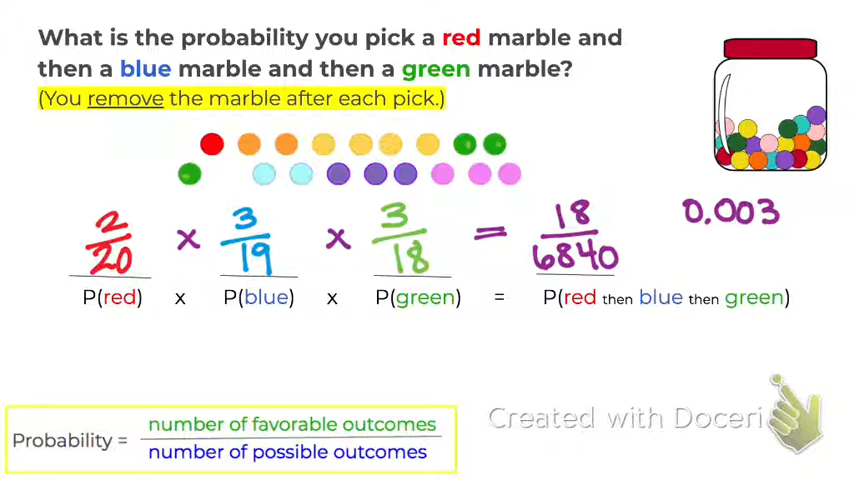 What is the probability you pick a red marble and
then a blue marble and then a green marble?
(You remove the marble after each pick.)
2/20 x 3/19 x 3/18 = 18/6840 0.003
P(red) x P(blue) x P(green) = P(red then blue then green)
Probability = number of favorable outcomes
number of possible outcomes
Created with Doceri